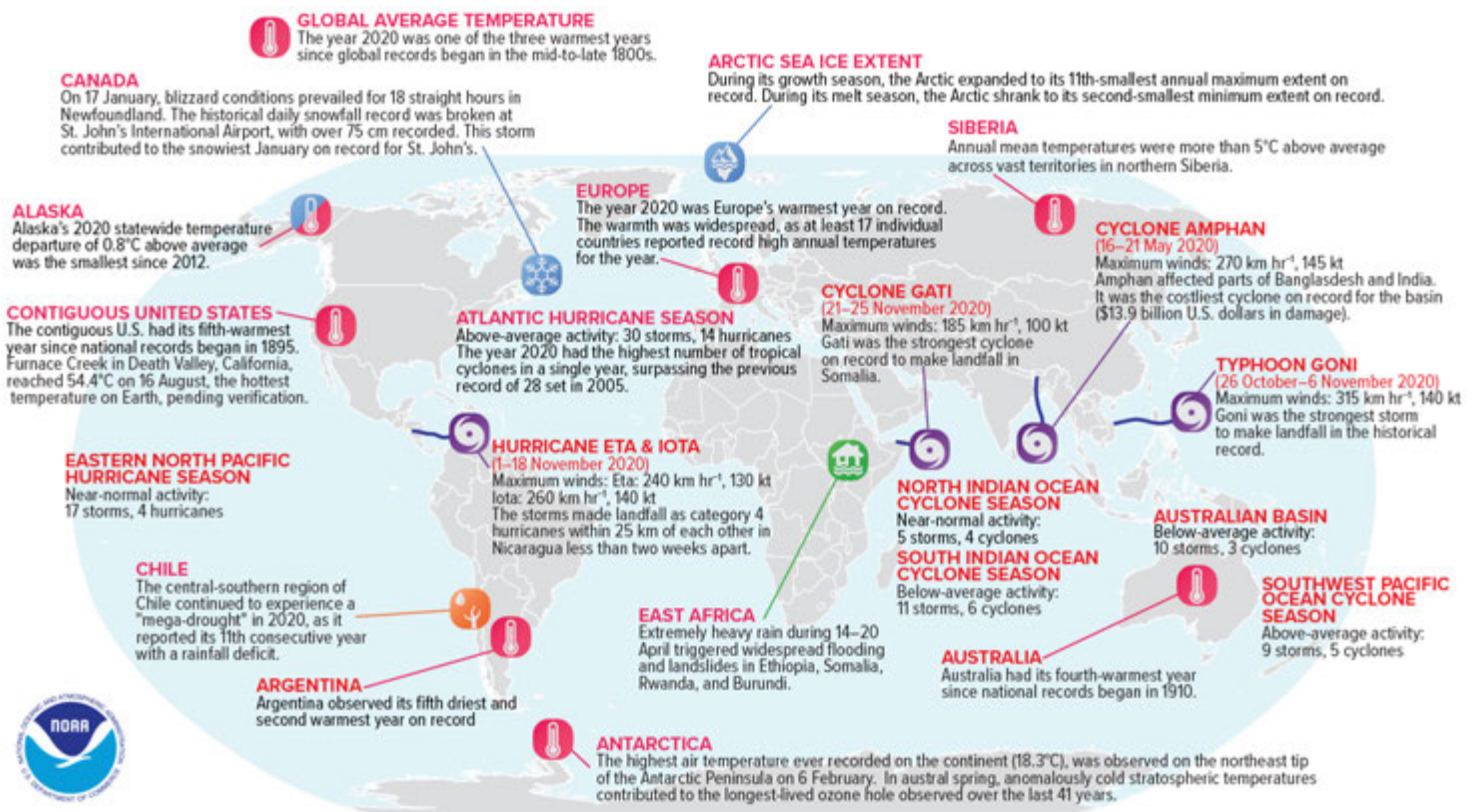 GLOBAL AVERAGE TEMPERATURE
The year 2020 was one of the three warmest years
since global records began in the mid-to-late 1800s.
CANADA
On 17 January, blizzard conditions prevailed for 18 straight hours in
Newfoundland. The historical daily snowfall record was broken at
St. John's International Airport, with over 75 cm recorded. This storm
contributed to the snowiest January on record for St. John's.
ARCTIC SEA ICE EXTENT
During its growth season, the Arctic expanded to its 11th-smallest annual maximum extent on
record. During its melt season, the Arctic shrank to its second-smallest minimum extent on record.
SIBERIA
Annual mean temperatures were more than 5°C above average
across vast territories in northern Siberia.
ALASKA
Alaska's 2020 statewide temperature
departure of 0.8°C above average
was the smallest since 2012.
EUROPE
The year 2020 was Europe's warmest year on record.
The warmth was widespread, as at least 17 individual
countries reported record high annual temperatures
for the year.
CYCLONE AMPHAN
(16–21 May 2020)
Maximum winds: 270 km hr⁻¹, 145 kt
Amphan affected parts of Banglasdesh and India.
It was the costliest cyclone on record for the basin
($13.9 billion U.S. dollars in damage).
CONTIGUOUS UNITED STATES
The contiguous U.S. had its fifth-warmest
year since national records began in 1895.
Furnace Creek in Death Valley, California,
reached 54.4°C on 16 August, the hottest
temperature on Earth, pending verification.
ATLANTIC HURRICANE SEASON
Above-average activity: 30 storms, 14 hurricanes
The year 2020 had the highest number of tropical
cyclones in a single year, surpassing the previous
record of 28 set in 2005.
CYCLONE GATI
(21–25 November 2020)
Maximum winds: 185 km hr⁻¹, 100 kt
Gati was the strongest cyclone
on record to make landfall in
Somalia.
TYPHOON GONI
(26 October–6 November 2020)
Maximum winds: 315 km hr⁻¹, 140 kt
Goni was the strongest storm
to make landfall in the historical
record.
EASTERN NORTH PACIFIC
HURRICANE SEASON
Near-normal activity:
17 storms, 4 hurricanes
HURRICANE ETA & IOTA
(1–18 November 2020)
Maximum winds: Eta: 240 km hr⁻¹, 130 kt
Iota: 260 km hr⁻¹, 140 kt
The storms made landfall as category 4
hurricanes within 25 km of each other in
Nicaragua less than two weeks apart.
NORTH INDIAN OCEAN
CYCLONE SEASON
Near-normal activity:
5 storms, 4 cyclones
SOUTH INDIAN OCEAN
CYCLONE SEASON
Below-average activity:
11 storms, 6 cyclones
AUSTRALIAN BASIN
Below-average activity:
10 storms, 3 cyclones
SOUTHWEST PACIFIC
OCEAN CYCLONE
SEASON
Above-average activity:
9 storms, 5 cyclones
CHILE
The central-southern region of
Chile continued to experience a
"mega-drought" in 2020, as it
reported its 11th consecutive year
with a rainfall deficit.
EAST AFRICA
Extremely heavy rain during 14–20
April triggered widespread flooding
and landslides in Ethiopia, Somalia,
Rwanda, and Burundi.
AUSTRALIA
Australia had its fourth-warmest year
since national records began in 1910.
ARGENTINA
Argentina observed its fifth driest and
second warmest year on record
ANTARCTICA
The highest air temperature ever recorded on the continent (18.3°C), was observed on the northeast tip
of the Antarctic Peninsula on 6 February. In austral spring, anomalously cold stratospheric temperatures
contributed to the longest-lived ozone hole observed over the last 41 years.
NATIONAL OCEANIC AND ATMOSPHERIC ADMINISTRATION
NOAA
U.S. DEPARTMENT OF COMMERCE